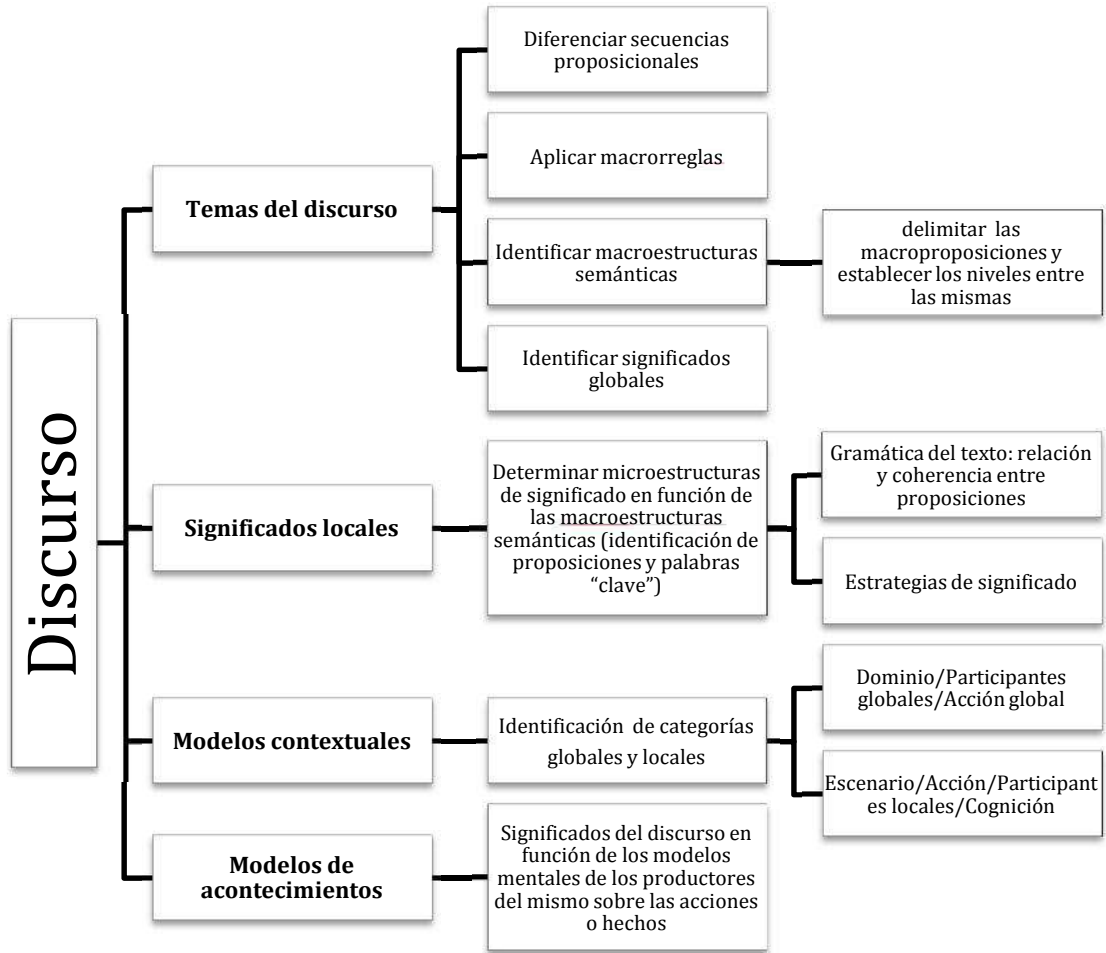 Discurso
Temas del discurso
Diferenciar secuencias
proposicionales
Aplicar macrorreglas
Identificar macroestructuras
semánticas
delimitar las
macroproposiciones y
establecer los niveles entre
las mismas
Identificar significados
globales
Significados locales
Determinar microestructuras
de significado en función de
las macroestructuras
semánticas (identificación de
proposiciones y palabras
“clave”)
Gramática del texto: relación
y coherencia entre
proposiciones
Estrategias de significado
Modelos contextuales
Identificación de categorías
globales y locales
Dominio/Participantes
globales/Acción global
Escenario/Acción/Participant
es locales/Cognición
Modelos de
acontecimientos
Significados del discurso en
función de los modelos
mentales de los productores
del mismo sobre las acciones
o hechos